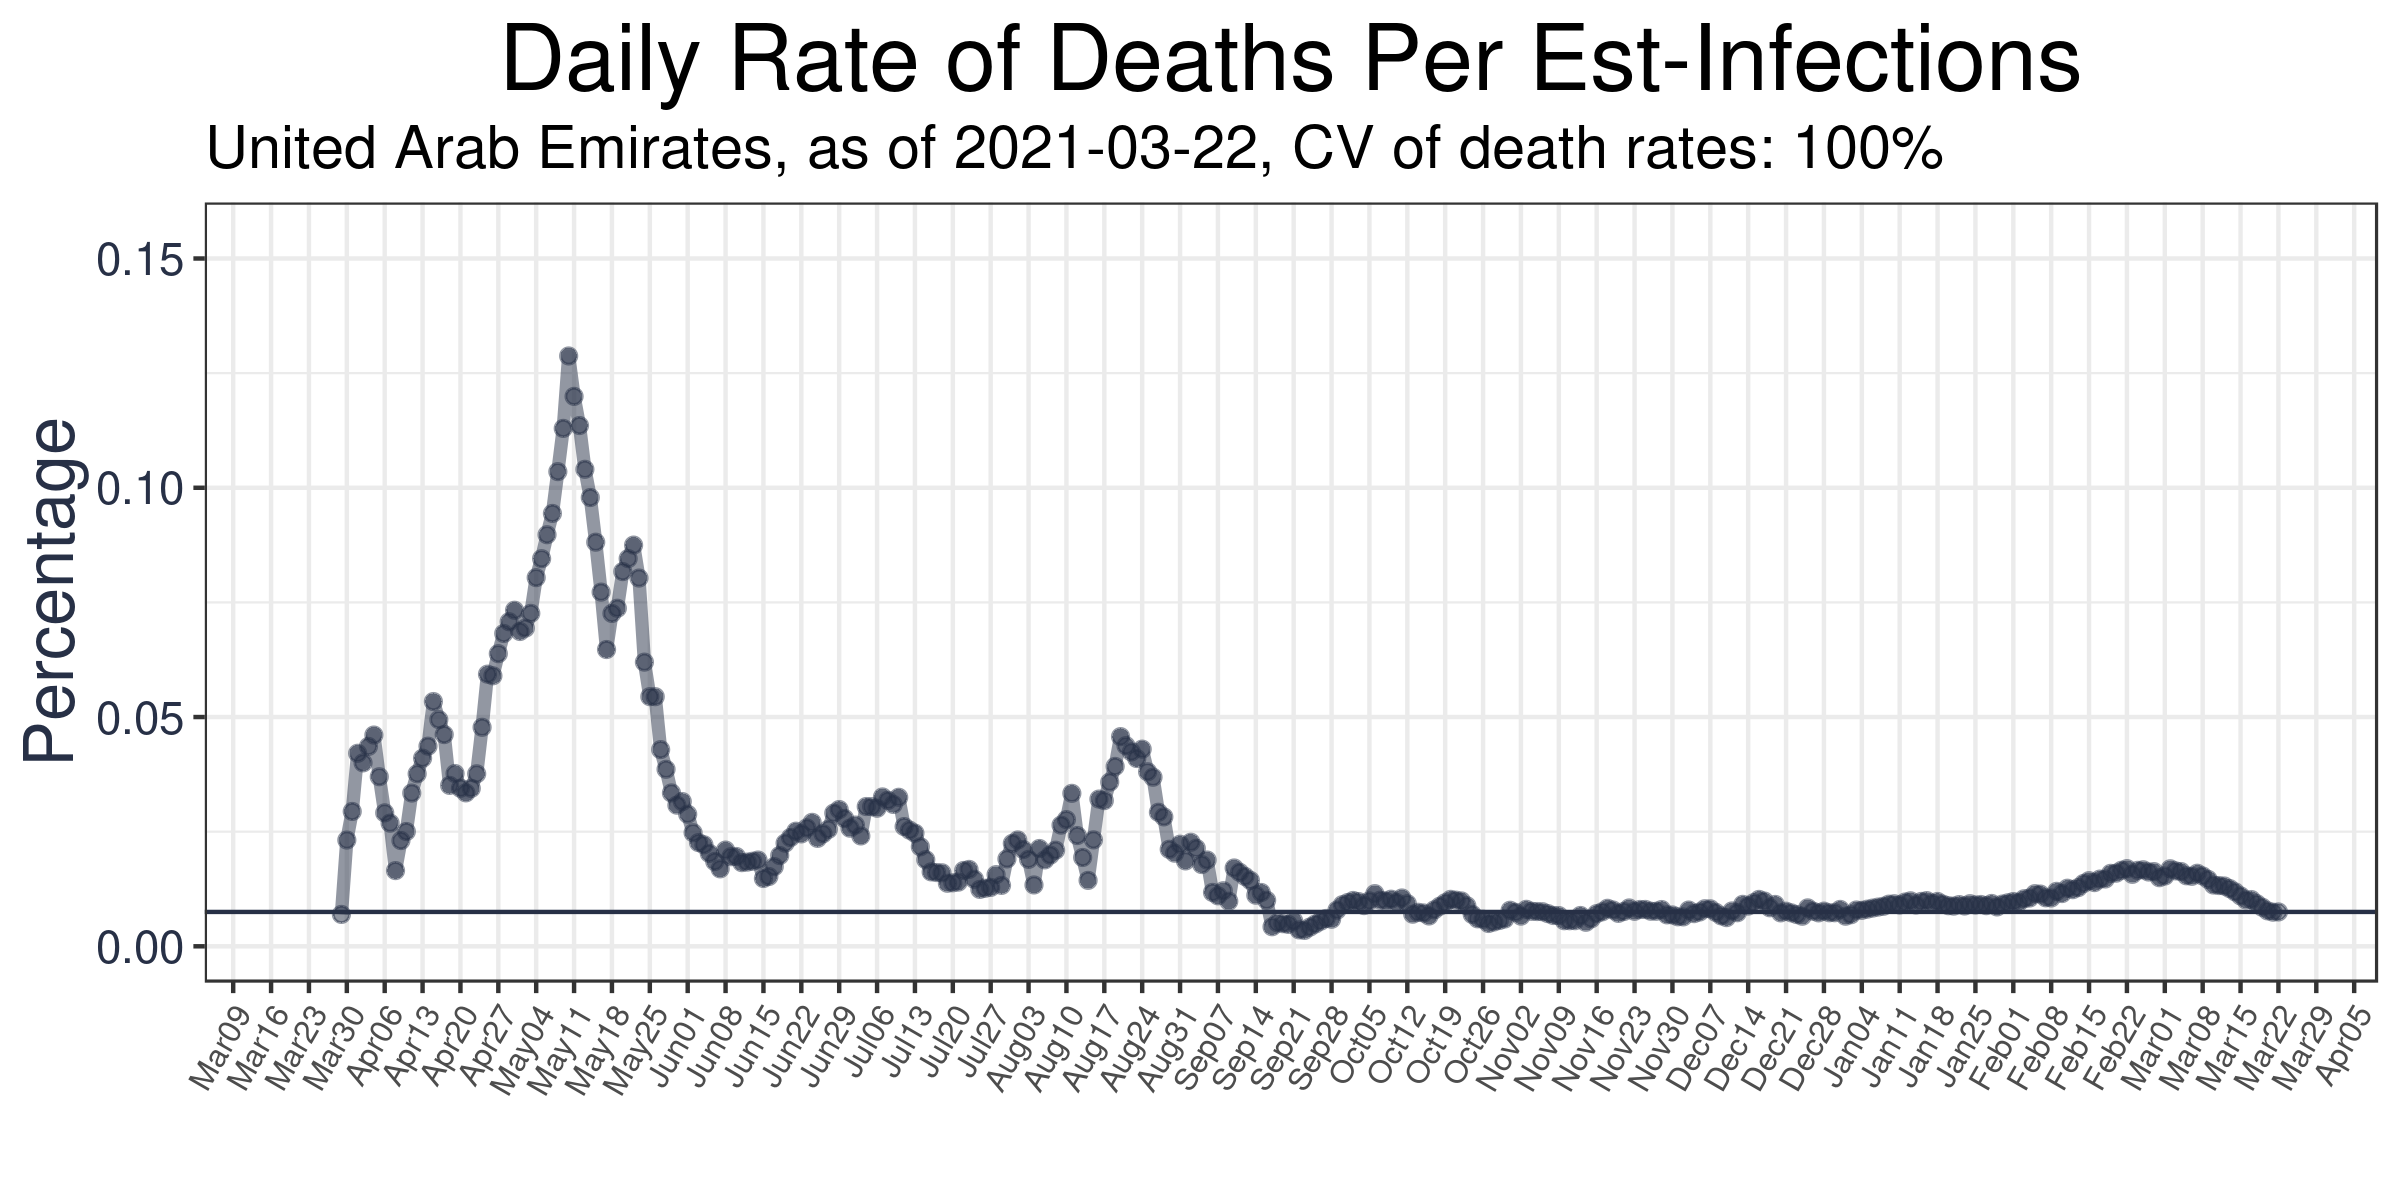 Daily Rate of Deaths Per Est-Infections
United Arab Emirates, as of 2021-03-22, CV of death rates: 100%
Percentage
0.15
0.10
0.05
0.00
Mar09 Mar16 Mar23 Mar30 Apr06 Apr13 Apr20 Apr27 May04 May11 May18 May25 Jun01 Jun08 Jun15 Jun22 Jun29 Jul06 Jul13 Jul20 Jul27 Aug03 Aug10 Aug17 Aug24 Aug31 Sep07 Sep14 Sep21 Sep28 Oct05 Oct12 Oct19 Oct26 Nov02 Nov09 Nov16 Nov23 Nov30 Dec07 Dec14 Dec21 Dec28 Jan04 Jan11 Jan18 Jan25 Feb01 Feb08 Feb15 Feb22 Mar01 Mar08 Mar15 Mar22 Mar29 Apr05